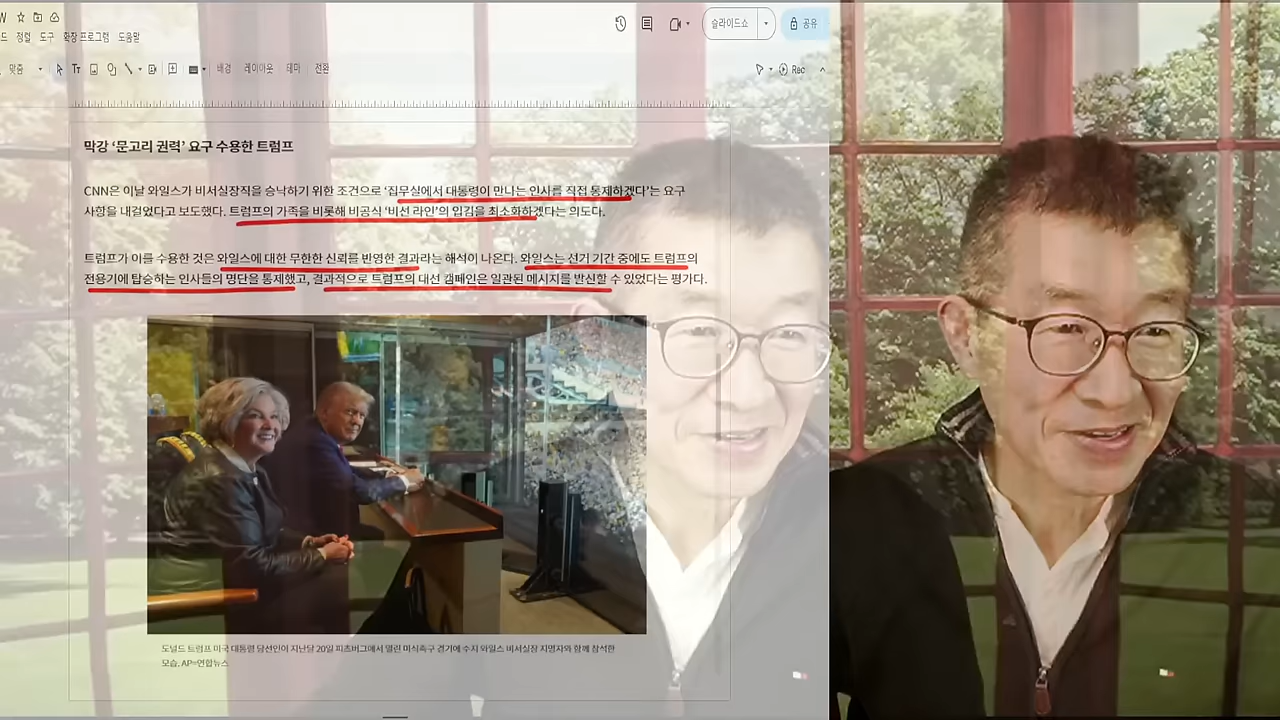 슬라이드쇼
공유
정렬 도구 확장 프로그램 도움말
맞춤
배경 레이아웃 테마 전환
Rec
막강 ‘문고리 권력’ 요구 수용한 트럼프
CNN은 이날 와일스가 비서실장직을 승낙하기 위한 조건으로 ‘집무실에서 대통령이 만나는 인사를 직접 통제하겠다’는 요구
사항을 내걸었다고 보도했다. 트럼프의 가족을 비롯해 비공식 ‘비선 라인’의 입김을 최소화하겠다는 의도다.
트럼프가 이를 수용한 것은 와일스에 대한 무한한 신뢰를 반영한 결과라는 해석이 나온다. 와일스는 선거 기간 중에도 트럼프의
전용기에 탑승하는 인사들의 명단을 통제했고, 결과적으로 트럼프의 대선 캠페인은 일관된 메시지를 발신할 수 있었다는 평가다.
도널드 트럼프 미국 대통령 당선인이 지난달 20일 피츠버그에서 열린 미식축구 경기에 수지 와일스 비서실장 지명자와 함께 참석한
모습. AP=연합뉴스